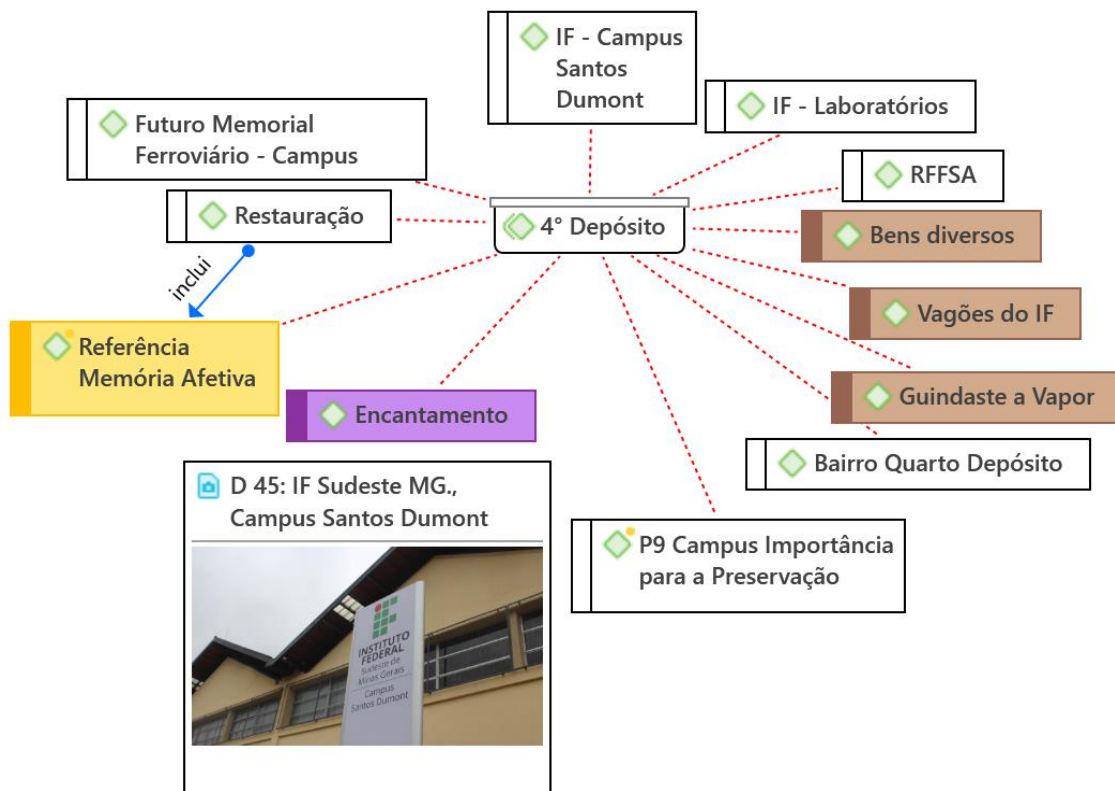 IF - Campus
Santos
Dumont
IF - Laboratórios
Futuro Memorial
Ferroviário - Campus
RFFSA
Restauração
4° Depósito
Bens diversos
inclui
Vagões do IF
Referência
Memória Afetiva
Guindaste a Vapor
Encantamento
Bairro Quarto Depósito
D 45: IF Sudeste MG.,
Campus Santos Dumont
P9 Campus Importância
para a Preservação
INSTITUTO
FEDERAL
Sudeste de
Minas Gerais
Campus
Santos Dumont